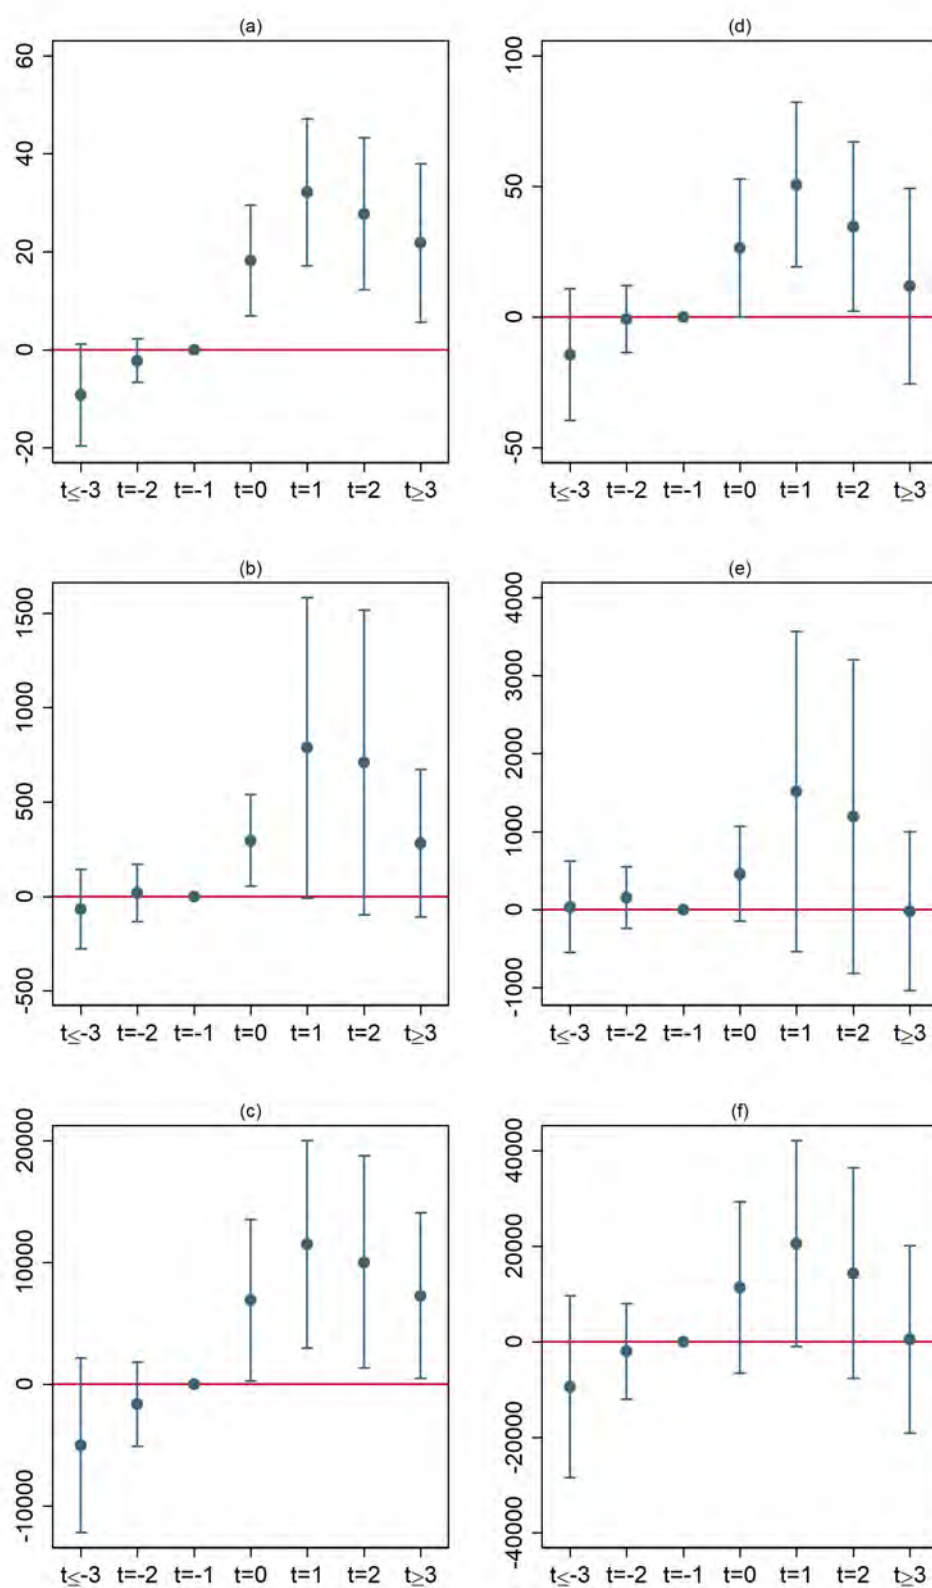 (a)
60
40
20
0
-20
t≤-3 t=-2 t=-1 t=0 t=1 t=2 t≥3
(b)
1500
1000
500
0
-500
t≤-3 t=-2 t=-1 t=0 t=1 t=2 t≥3
(c)
20000
10000
0
-10000
t≤-3 t=-2 t=-1 t=0 t=1 t=2 t≥3
(d)
100
50
0
-50
t≤-3 t=-2 t=-1 t=0 t=1 t=2 t≥3
(e)
4000
3000
2000
1000
0
-1000
t≤-3 t=-2 t=-1 t=0 t=1 t=2 t≥3
(f)
40000
20000
0
-20000
-40000
t≤-3 t=-2 t=-1 t=0 t=1 t=2 t≥3